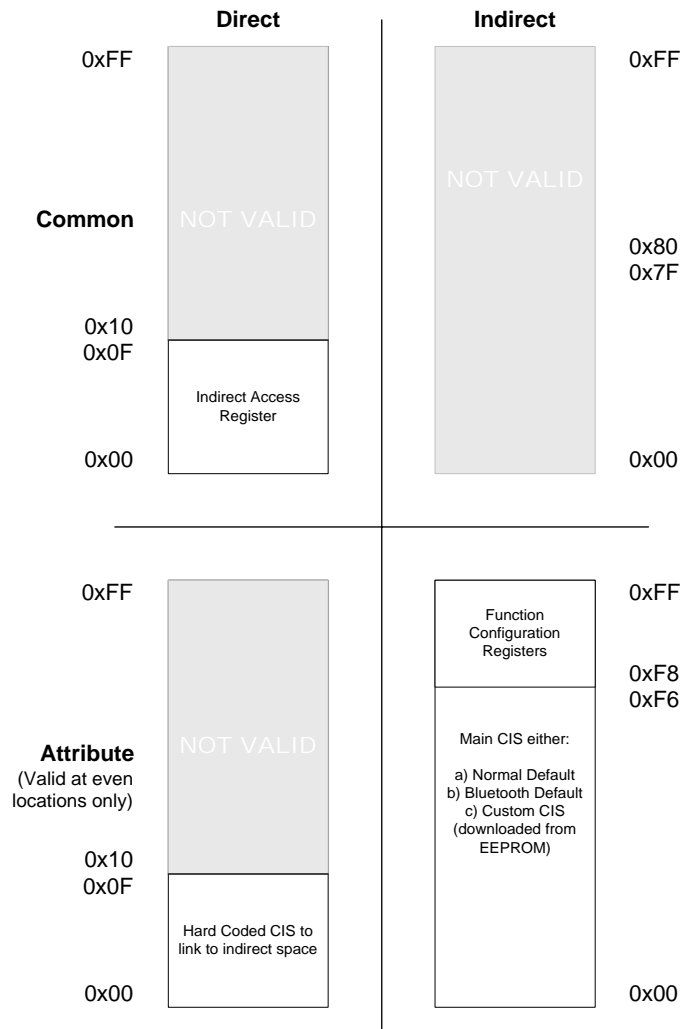 Direct
Indirect
0xFF
0xFF
NOT VALID
NOT VALID
Common
0x80
0x7F
0x10
0x0F
Indirect Access
Register
0x00
0x00
0xFF
0xFF
Function
Configuration
Registers
0xF8
0xF6
NOT VALID
Main CIS either:
a) Normal Default
b) Bluetooth Default
c) Custom CIS
(downloaded from
EEPROM)
Attribute
(Valid at even
locations only)
0x10
0x0F
Hard Coded CIS to
link to indirect space
0x00
0x00